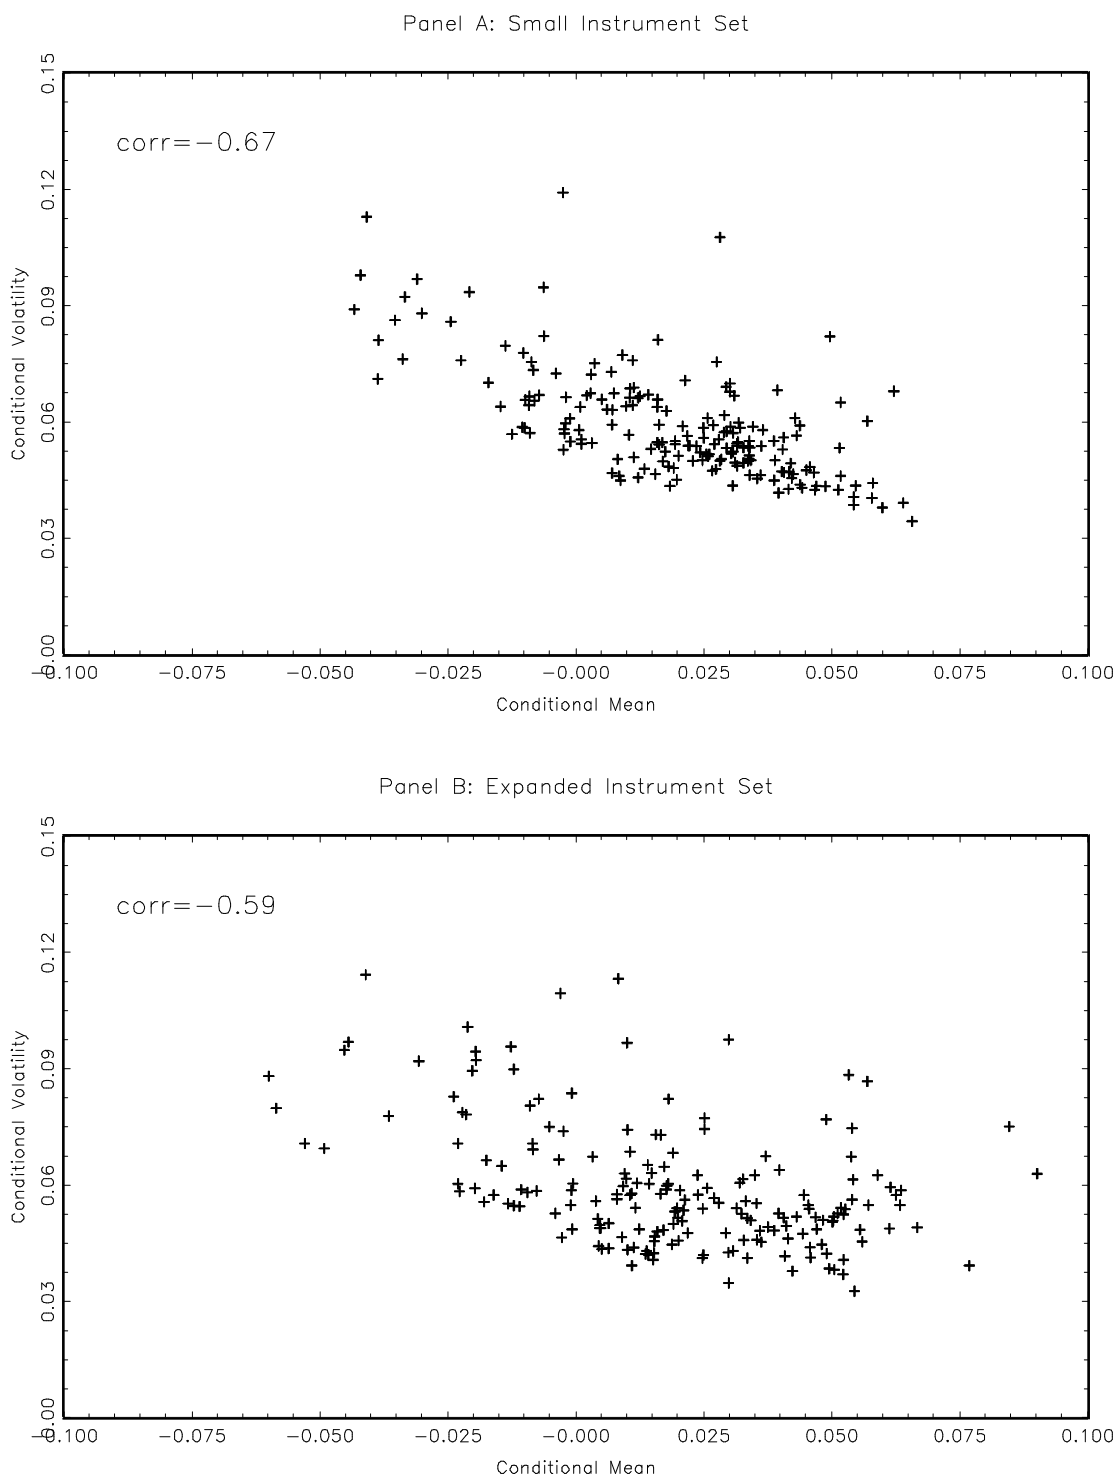 Panel A: Small Instrument Set
corr=-0.67
Conditional Volatility
0.15
0.12
0.09
0.06
0.03
0.00
-0.100 -0.075 -0.050 -0.025 -0.000 0.025 0.050 0.075 0.100
Conditional Mean
Panel B: Expanded Instrument Set
corr=-0.59
Conditional Volatility
0.15
0.12
0.09
0.06
0.03
0.00
-0.100 -0.075 -0.050 -0.025 -0.000 0.025 0.050 0.075 0.100
Conditional Mean